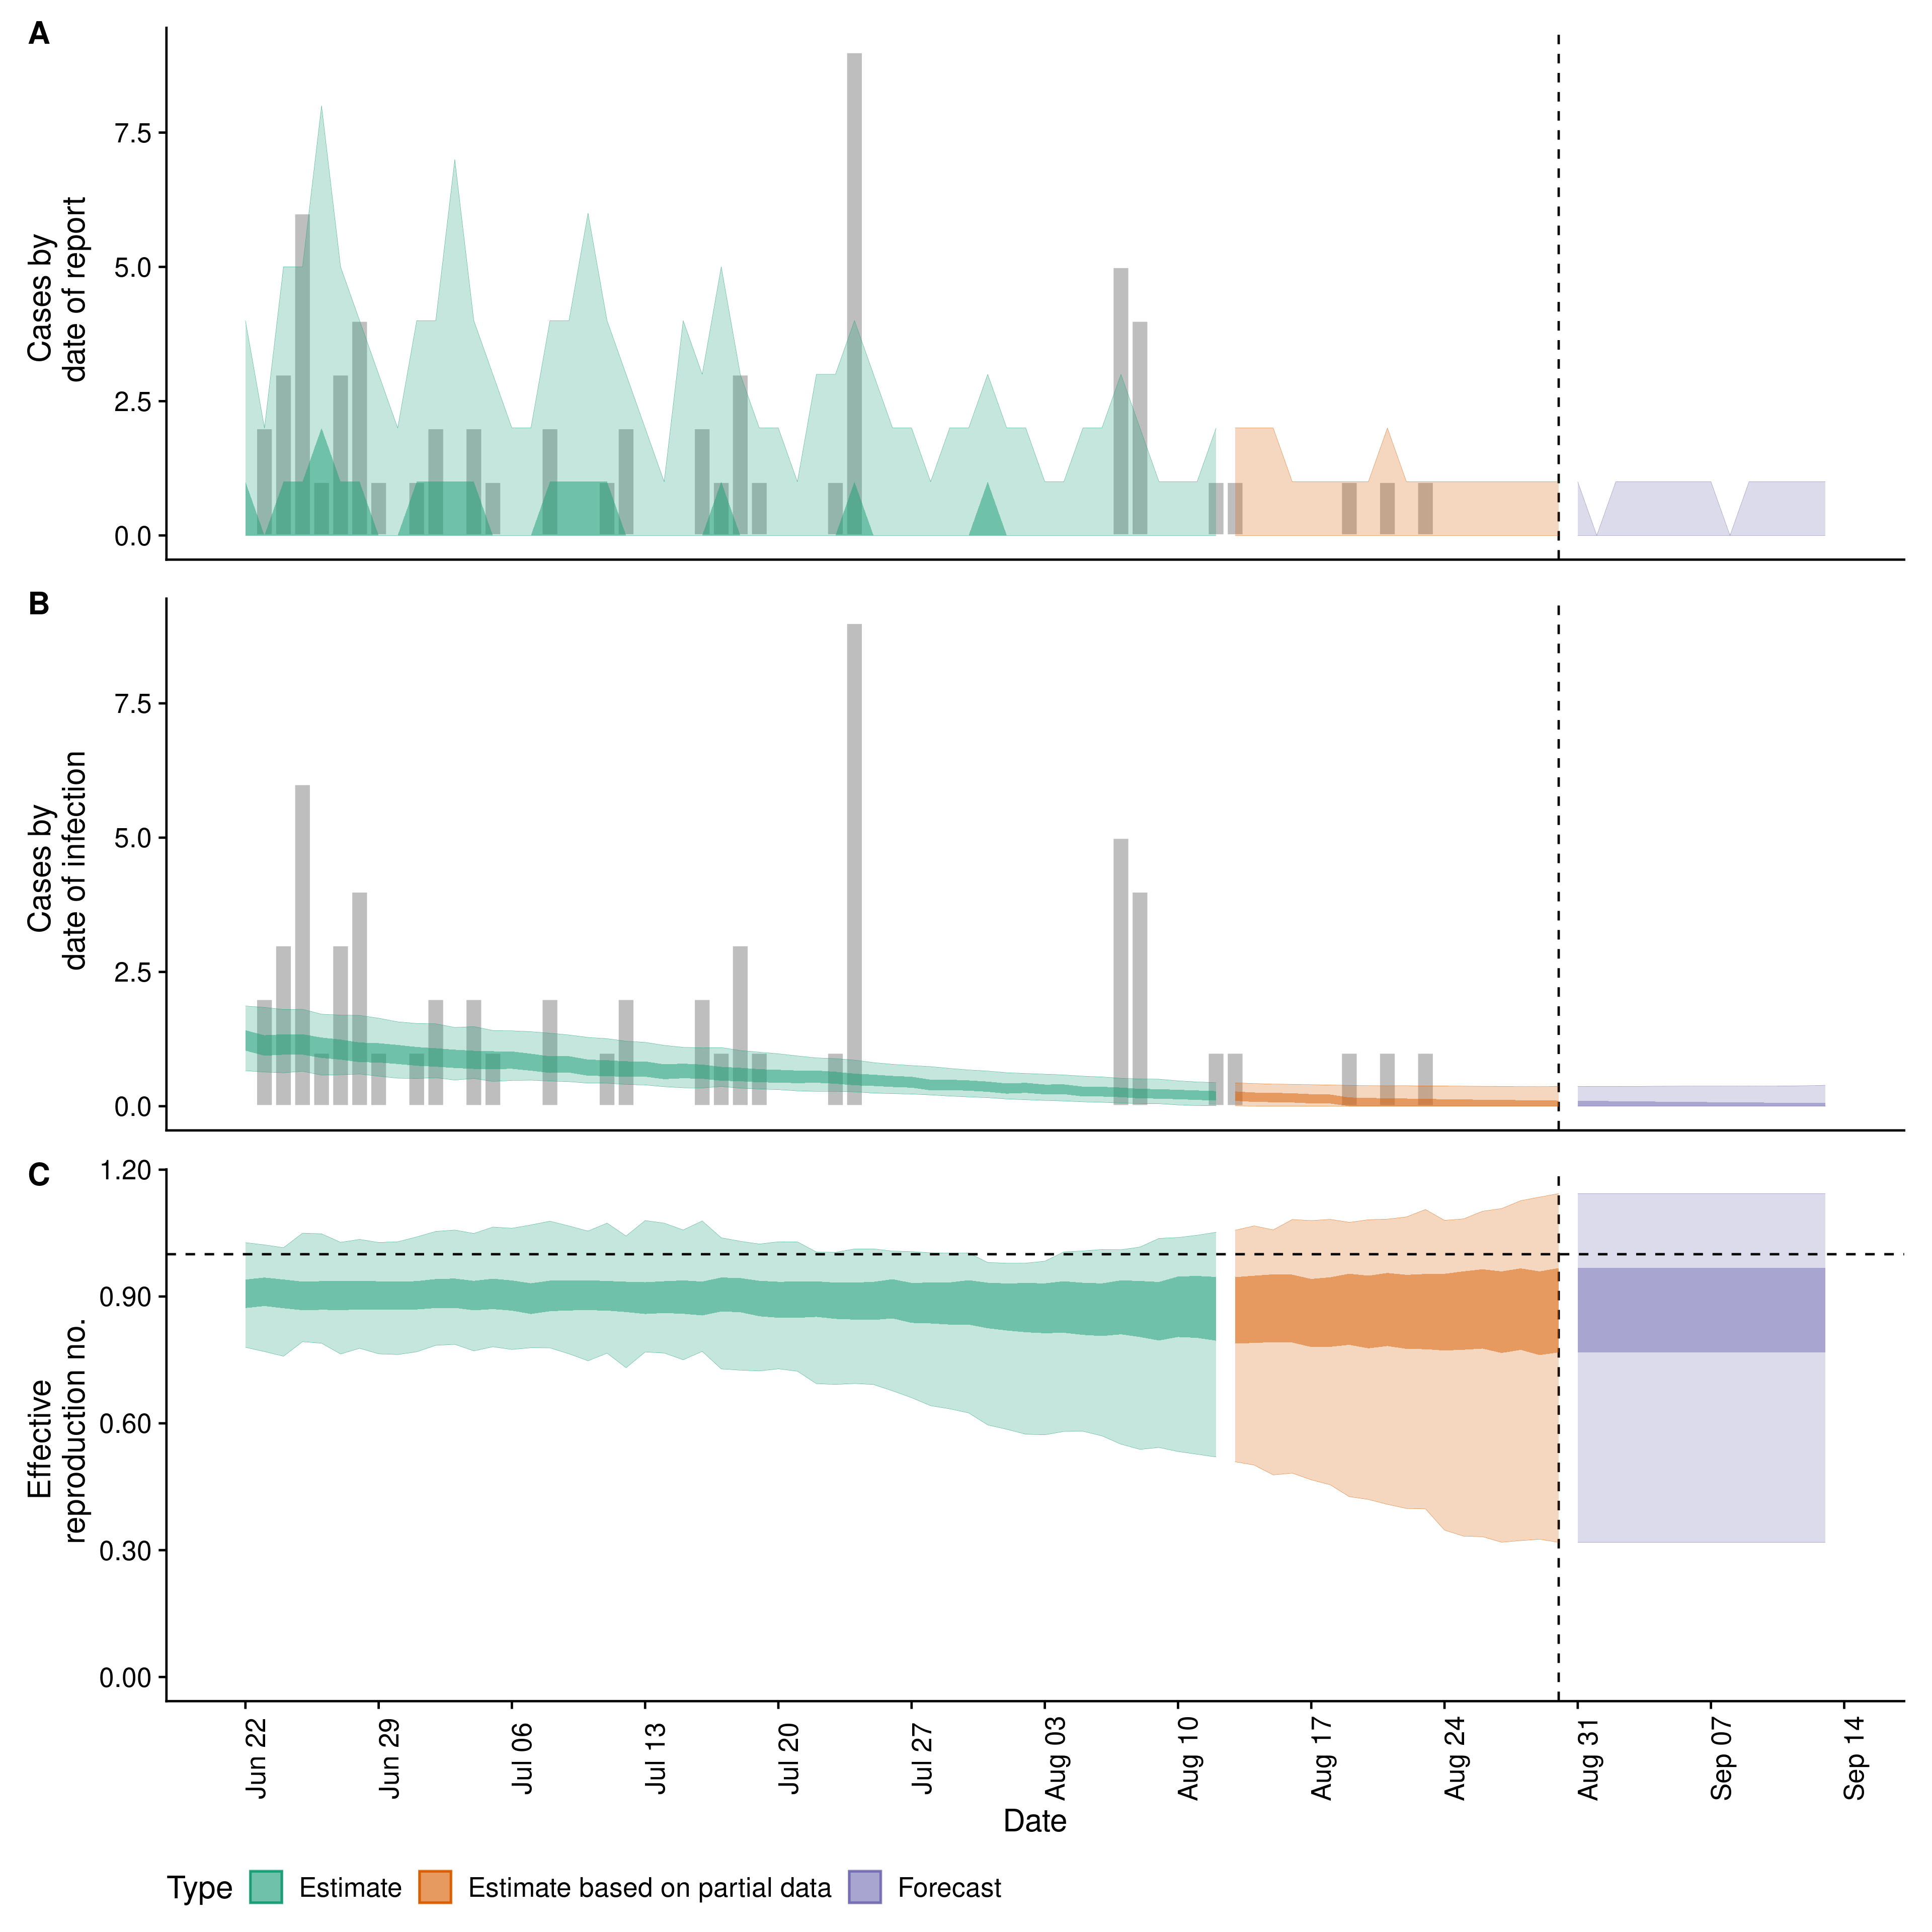 A
Cases by
date of report
7.5
5.0
2.5
0.0
B
Cases by
date of infection
7.5
5.0
2.5
0.0
C
Effective
reproduction no.
1.20
0.90
0.60
0.30
0.00
Jun 22
Jun 29
Jul 06
Jul 13
Jul 20
Jul 27
Aug 03
Aug 10
Aug 17
Aug 24
Aug 31
Sep 07
Sep 14
Date
Type Estimate Estimate based on partial data Forecast